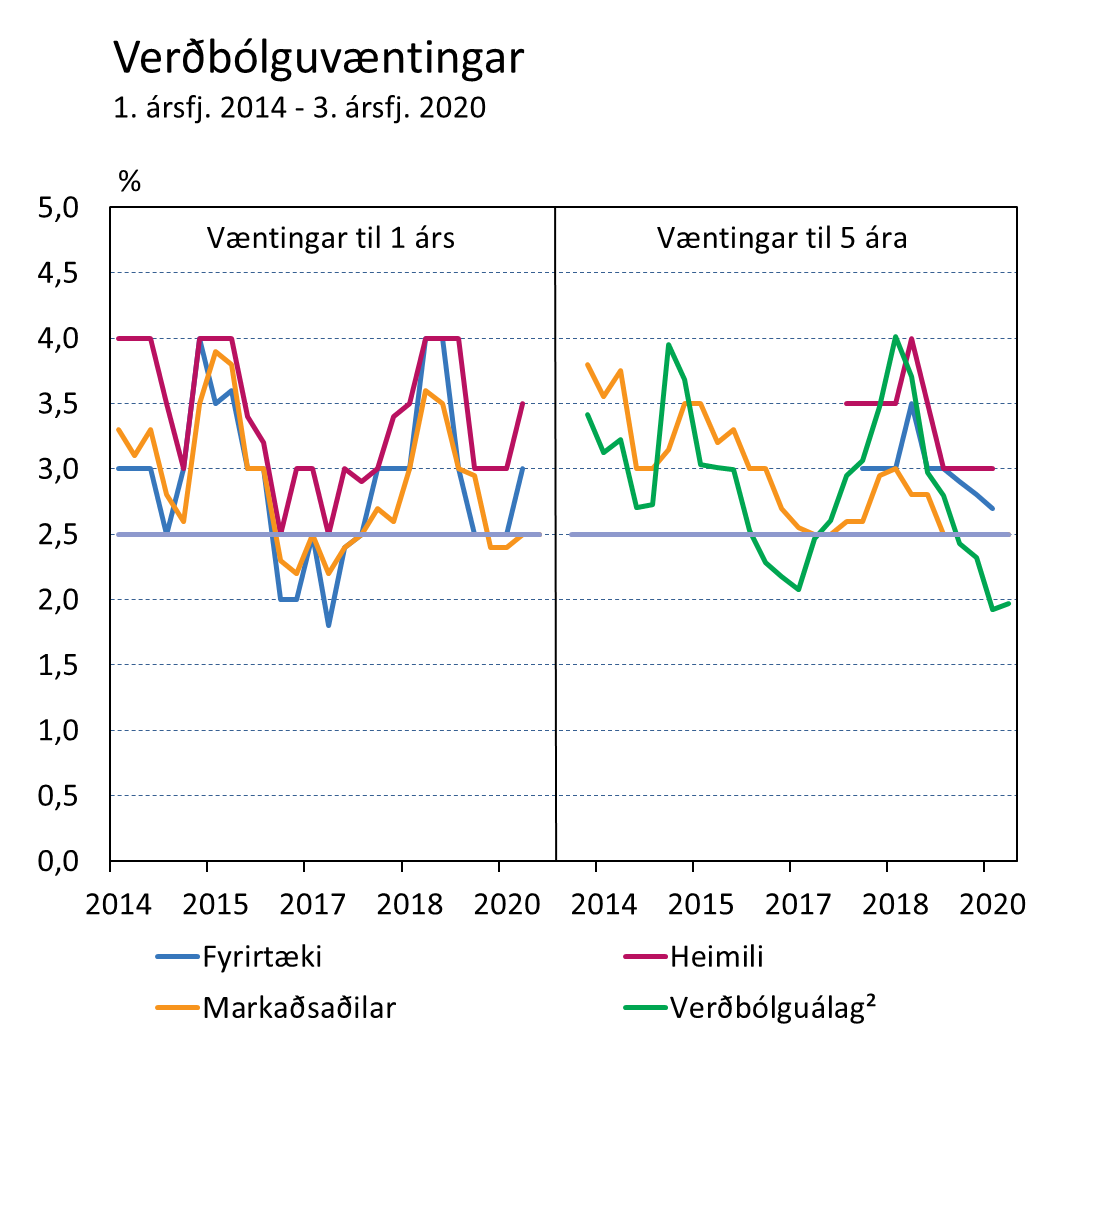 Verðbólguvæntingar
1. ársfj. 2014 - 3. ársfj. 2020
%
Væntingar til 1 árs
Væntingar til 5 ára
5,0
4,5
4,0
3,5
3,0
2,5
2,0
1,5
1,0
0,5
0,0
2014 2015 2017 2018 2020 2014 2015 2017 2018 2020
Fyrirtæki
Heimili
Markaðsaðilar
Verðbólguálag²